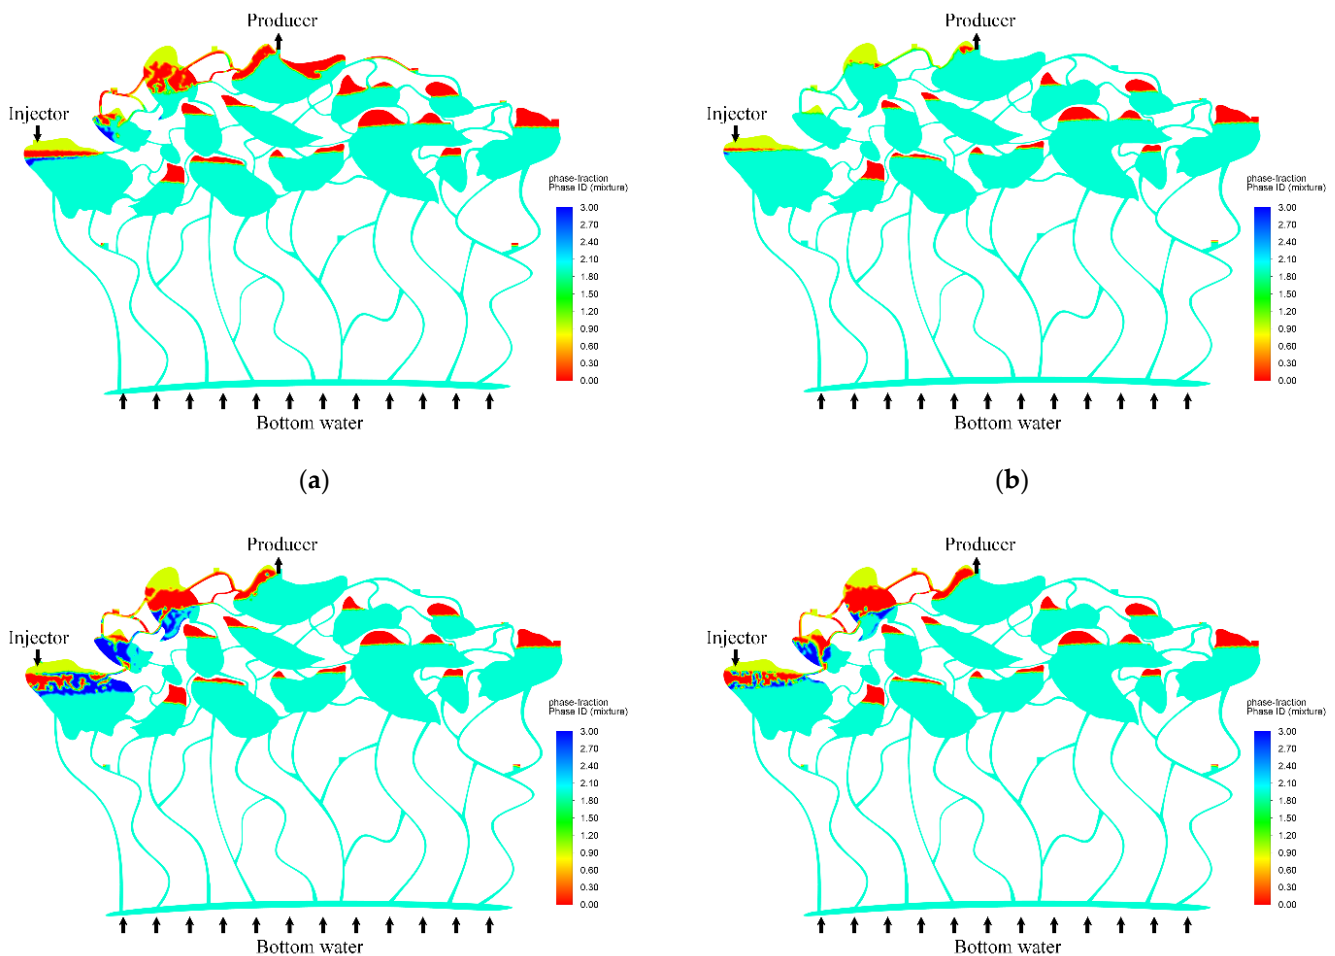 Producer
Injector
phase-fraction
Phase ID (mixture)
3.00
2.70
2.40
2.10
1.80
1.50
1.20
0.90
0.60
0.30
0.00
Bottom water
(a)
Producer
Injector
phase-fraction
Phase ID (mixture)
3.00
2.70
2.40
2.10
1.80
1.50
1.20
0.90
0.60
0.30
0.00
Bottom water
(b)
Producer
Injector
phase-fraction
Phase ID (mixture)
3.00
2.70
2.40
2.10
1.80
1.50
1.20
0.90
0.60
0.30
0.00
Bottom water
Producer
Injector
phase-fraction
Phase ID (mixture)
3.00
2.70
2.40
2.10
1.80
1.50
1.20
0.90
0.60
0.30
0.00
Bottom water